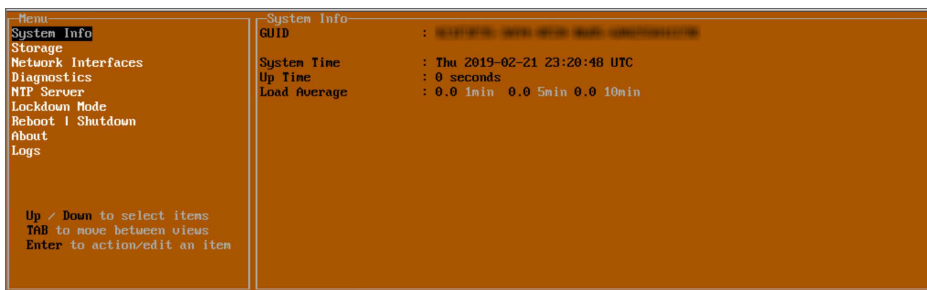 Menu
System Info
Storage
Network Interfaces
Diagnostics
NTP Server
Lockdown Mode
Reboot | Shutdown
About
Logs
Up / Down to select items
TAB to move between views
Enter to action/edit an item
System Info
GUID :
System Time : Thu 2019-02-21 23:20:48 UTC
Up Time : 0 seconds
Load Average : 0.0 1min 0.0 5min 0.0 10min